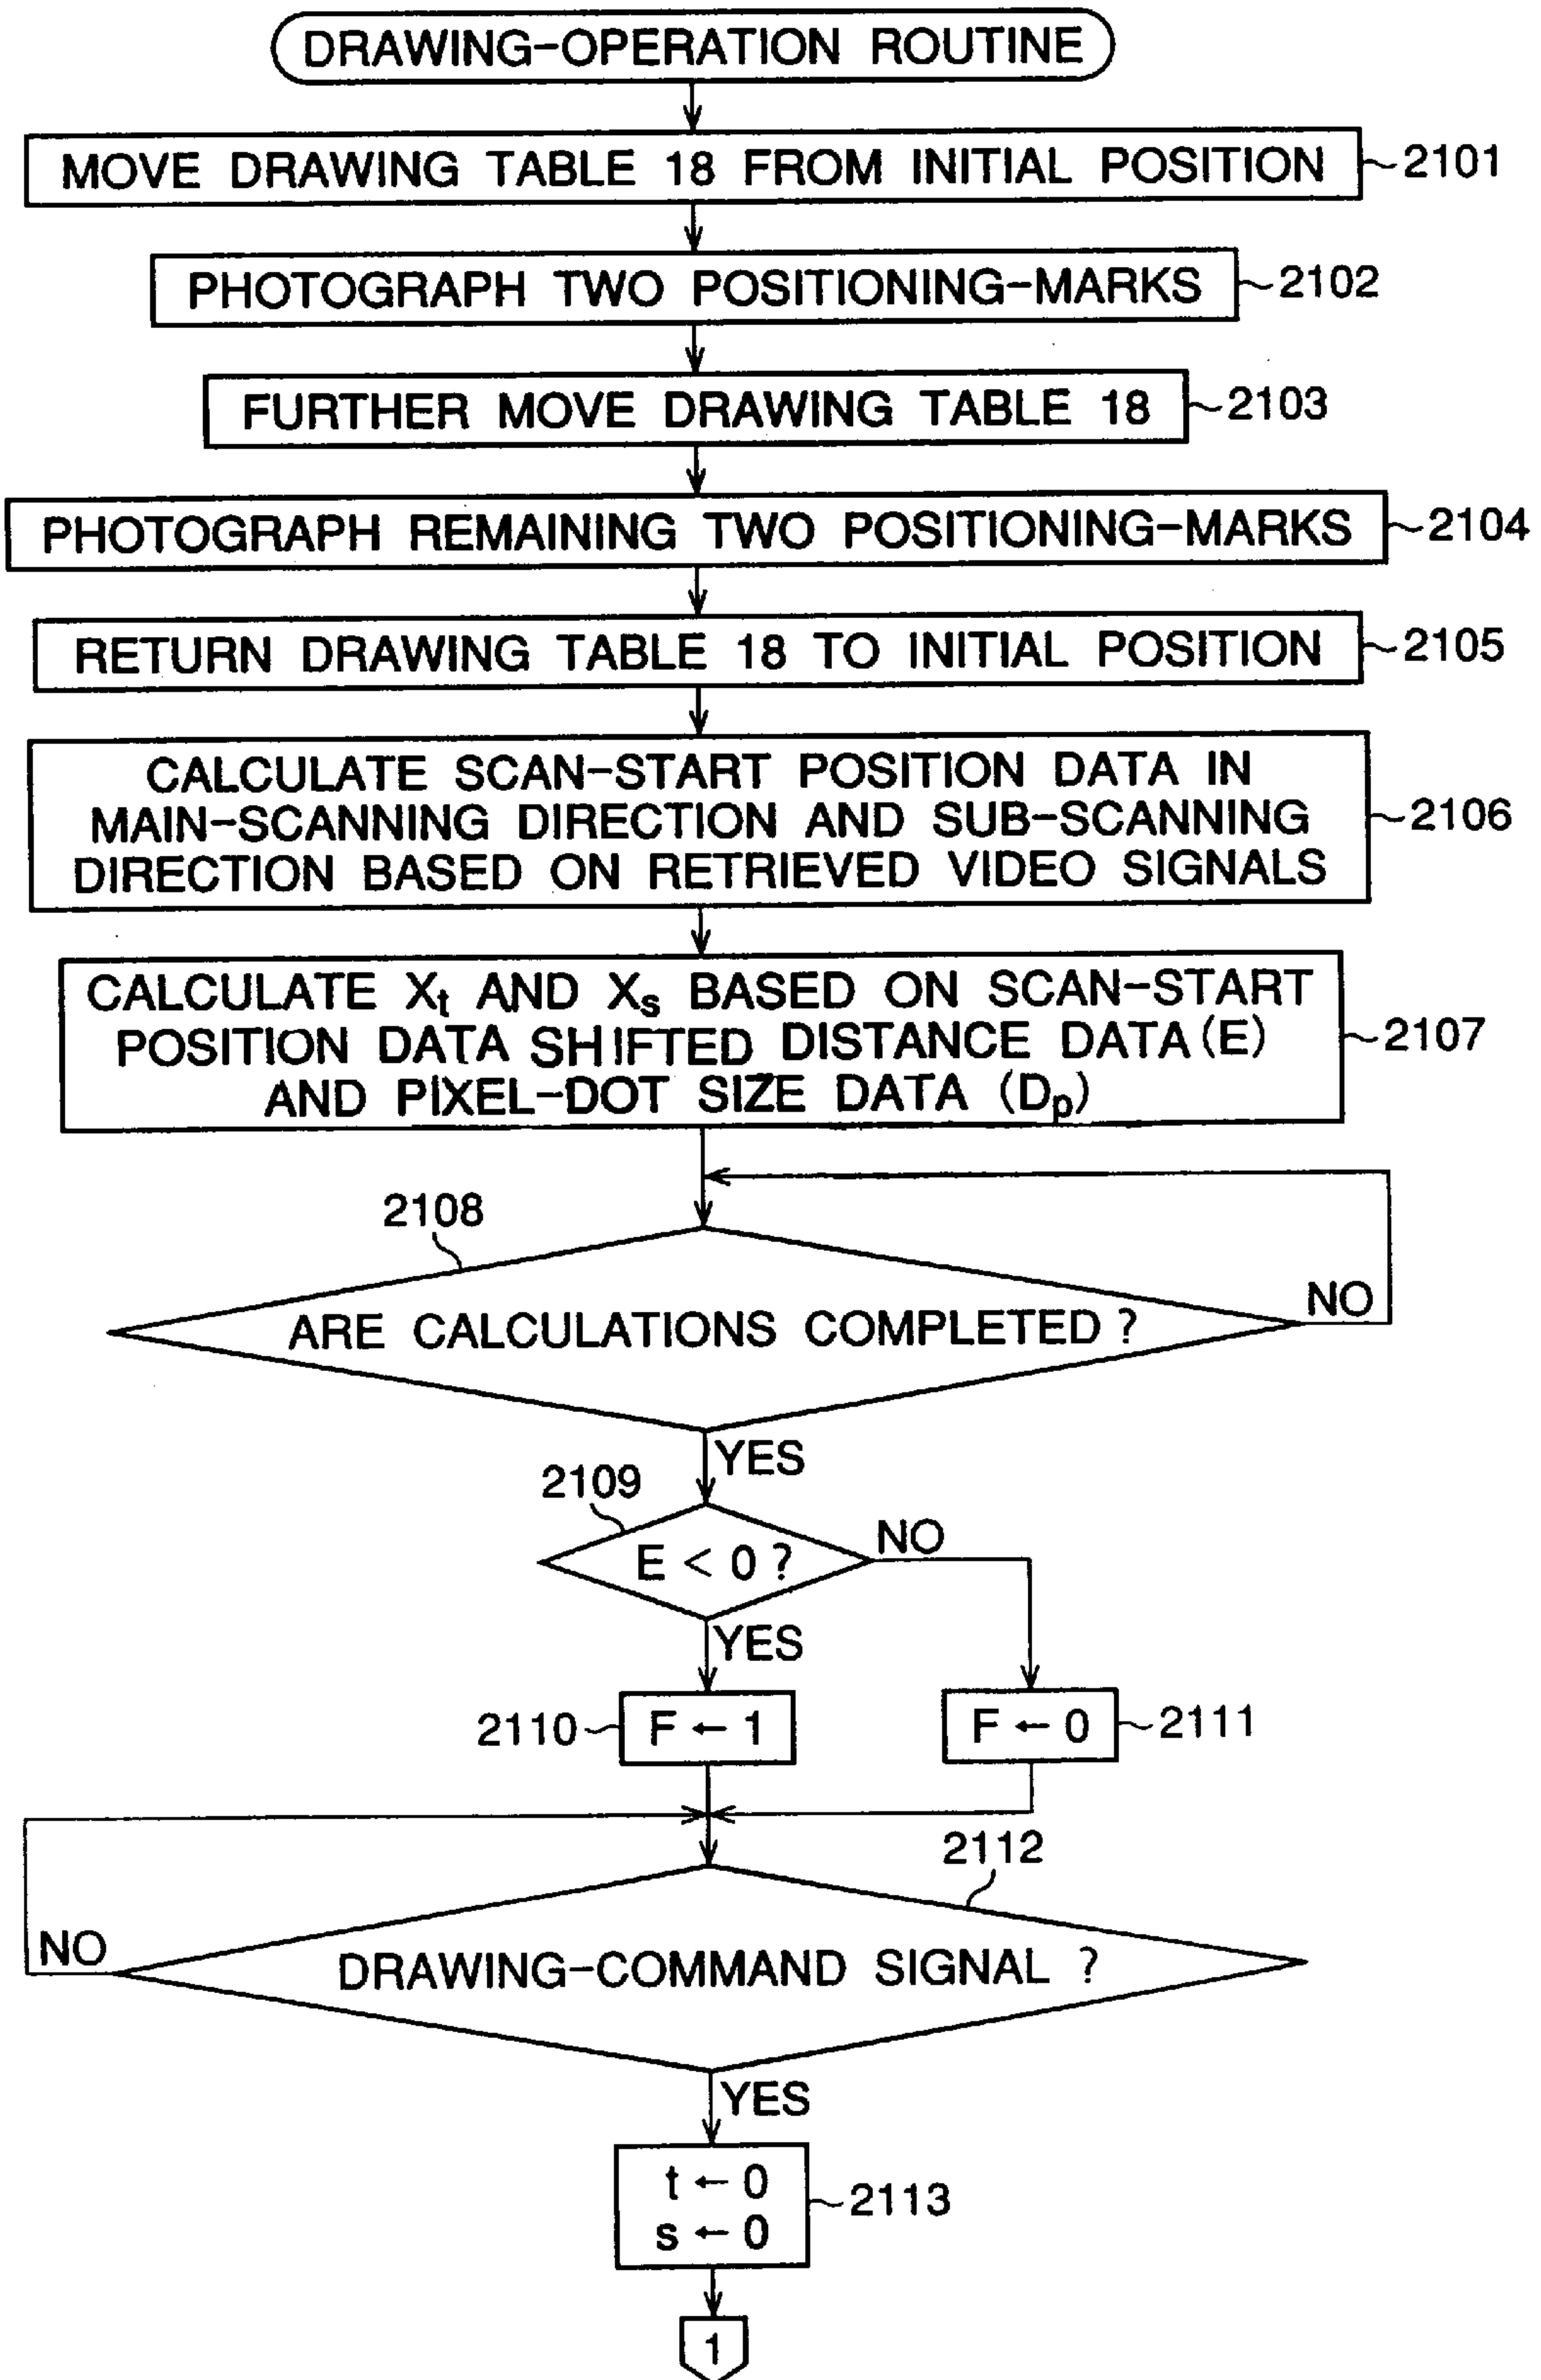 DRAWING-OPERATION ROUTINE
MOVE DRAWING TABLE 18 FROM INITIAL POSITION
2101
PHOTOGRAPH TWO POSITIONING-MARKS
2102
FURTHER MOVE DRAWING TABLE 18
2103
PHOTOGRAPH REMAINING TWO POSITIONING-MARKS
2104
RETURN DRAWING TABLE 18 TO INITIAL POSITION
2105
CALCULATE SCAN-START POSITION DATA IN
MAIN-SCANNING DIRECTION AND SUB-SCANNING
DIRECTION BASED ON RETRIEVED VIDEO SIGNALS
2106
CALCULATE Xt AND Xs BASED ON SCAN-START
POSITION DATA SHIFTED DISTANCE DATA (E)
AND PIXEL-DOT SIZE DATA (Dp)
2107
2108
ARE CALCULATIONS COMPLETED ?
NO
YES
2109
E < 0 ?
NO
YES
2110
F ← 1
F ← 0
2111
2112
NO
DRAWING-COMMAND SIGNAL ?
YES
t ← 0
s ← 0
2113
1